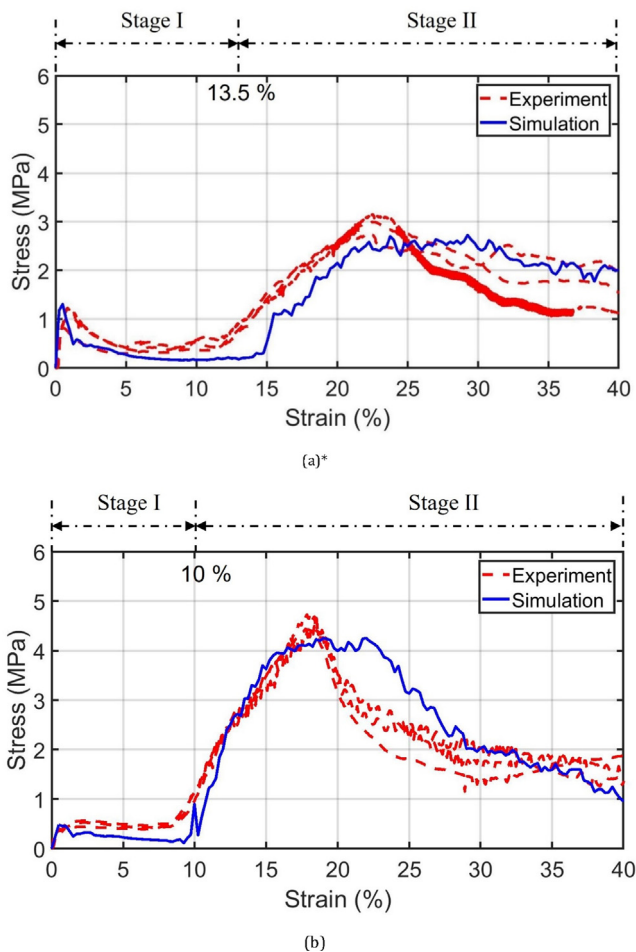 Stage I Stage II
13.5 %
6
5
4
3
2
1
0
Stress (MPa)
Experiment
Simulation
0 5 10 15 20 25 30 35 40
Strain (%)
(a)*
Stage I Stage II
10 %
6
5
4
3
2
1
0
Stress (MPa)
Experiment
Simulation
0 5 10 15 20 25 30 35 40
Strain (%)
(b)